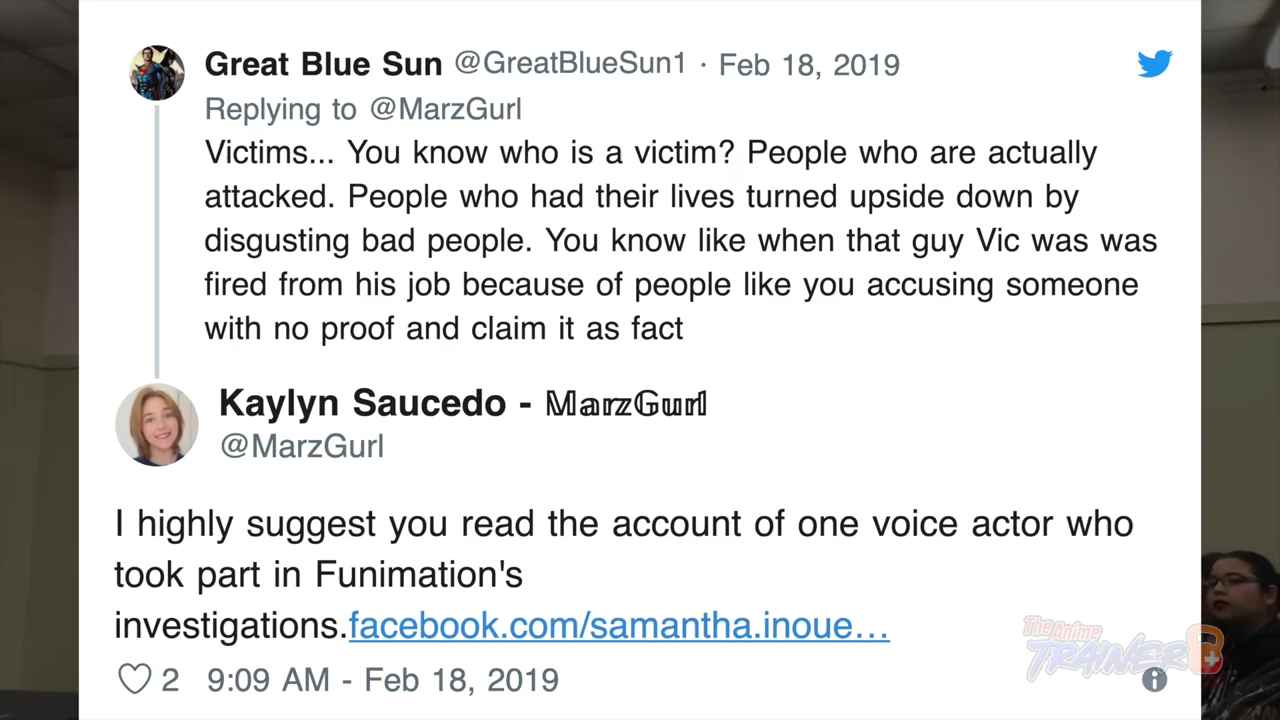 Great Blue Sun @GreatBlueSun1 · Feb 18, 2019
Replying to @MarzGurl
Victims... You know who is a victim? People who are actually
attacked. People who had their lives turned upside down by
disgusting bad people. You know like when that guy Vic was was
fired from his job because of people like you accusing someone
with no proof and claim it as fact
Kaylyn Saucedo - 𝕄𝕒𝕣𝕫𝔾𝕦𝕣𝕝
@MarzGurl
I highly suggest you read the account of one voice actor who
took part in Funimation's
investigations.facebook.com/samantha.inoue…
2 9:09 AM - Feb 18, 2019
The Anime
TRAINER